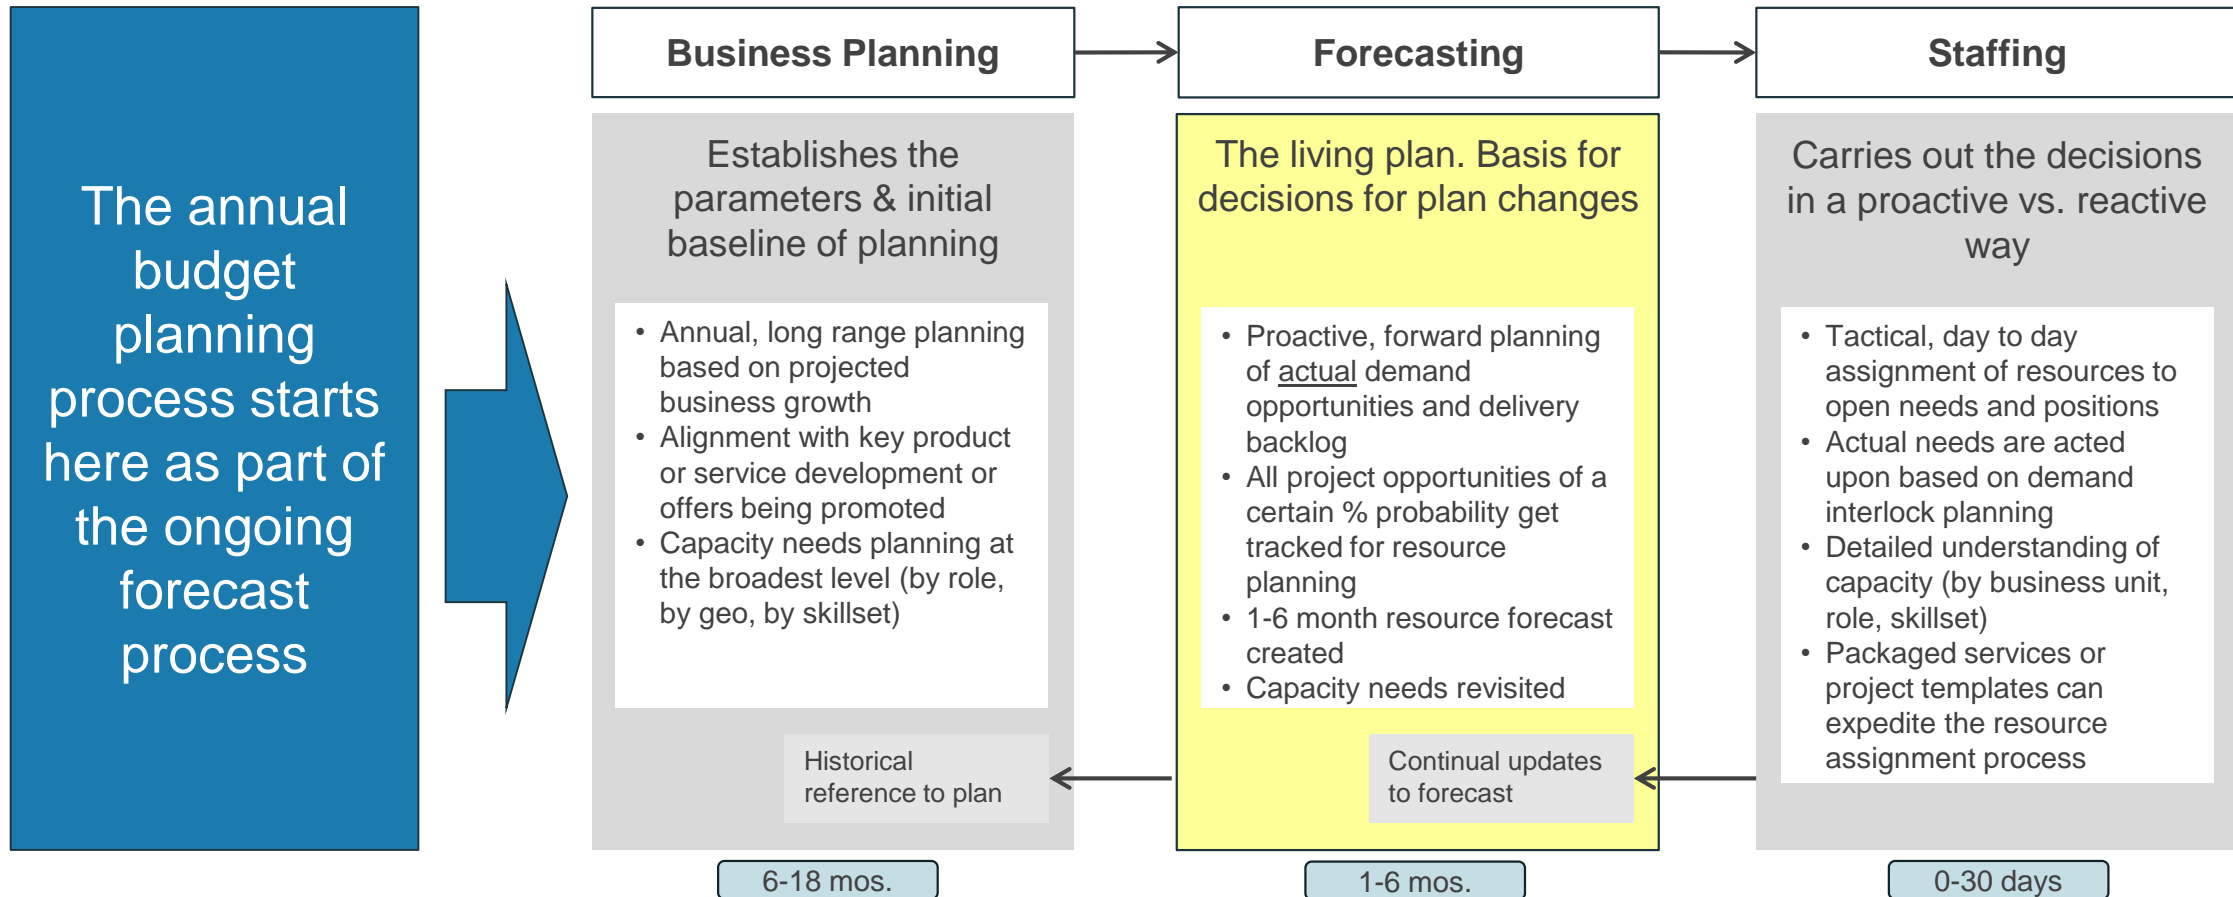 The annual
budget
planning
process starts
here as part of
the ongoing
forecast
process
Business Planning
Establishes the
parameters & initial
baseline of planning
• Annual, long range planning
based on projected
business growth
• Alignment with key product
or service development or
offers being promoted
• Capacity needs planning at
the broadest level (by role,
by geo, by skillset)
Historical
reference to plan
6-18 mos.
Forecasting
The living plan. Basis for
decisions for plan changes
• Proactive, forward planning
of actual demand
opportunities and delivery
backlog
• All project opportunities of a
certain % probability get
tracked for resource
planning
• 1-6 month resource forecast
created
• Capacity needs revisited
Continual updates
to forecast
1-6 mos.
Staffing
Carries out the decisions
in a proactive vs. reactive
way
• Tactical, day to day
assignment of resources to
open needs and positions
• Actual needs are acted
upon based on demand
interlock planning
• Detailed understanding of
capacity (by business unit,
role, skillset)
• Packaged services or
project templates can
expedite the resource
assignment process
0-30 days